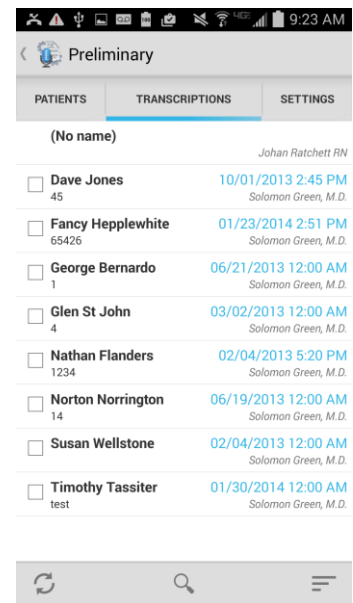 4G 9:23 AM
Preliminary
PATIENTS TRANSCRIPTIONS SETTINGS
(No name)
Johan Ratchett RN
Dave Jones 10/01/2013 2:45 PM
45 Solomon Green, M.D.
Fancy Hepplewhite 01/23/2014 2:51 PM
65426 Solomon Green, M.D.
George Bernardo 06/21/2013 12:00 AM
1 Solomon Green, M.D.
Glen St John 03/02/2013 12:00 AM
4 Solomon Green, M.D.
Nathan Flanders 02/04/2013 5:20 PM
1234 Solomon Green, M.D.
Norton Norrington 06/19/2013 12:00 AM
14 Solomon Green, M.D.
Susan Wellstone 02/04/2013 12:00 AM
Solomon Green, M.D.
Timothy Tassiter 01/30/2014 12:00 AM
test Solomon Green, M.D.